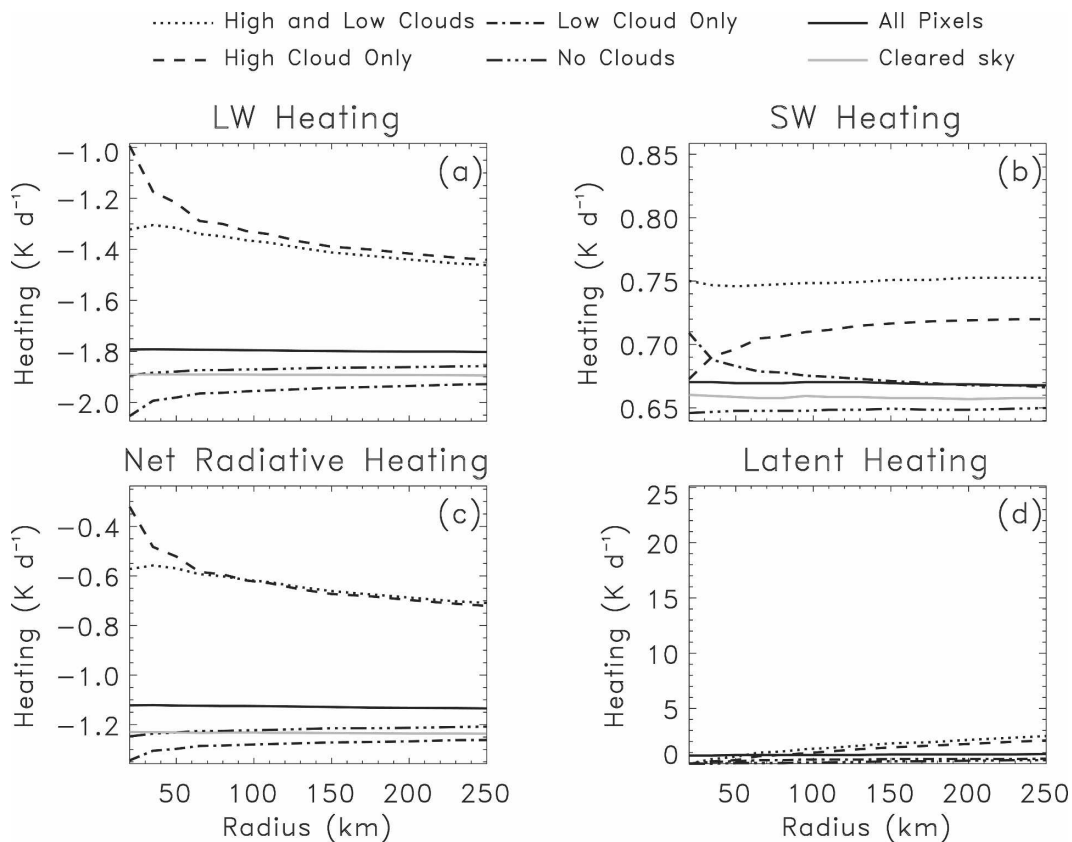 High and Low Clouds Low Cloud Only All Pixels
High Cloud Only No Clouds Cleared sky
LW Heating SW Heating
(a) (b)
Heating (K d⁻¹)
−1.0
−1.2
−1.4
−1.6
−1.8
−2.0
Heating (K d⁻¹)
0.85
0.80
0.75
0.70
0.65
Net Radiative Heating Latent Heating
(c) (d)
Heating (K d⁻¹)
−0.4
−0.6
−0.8
−1.0
−1.2
Heating (K d⁻¹)
25
20
15
10
5
0
50 100 150 200 250 50 100 150 200 250
Radius (km) Radius (km)